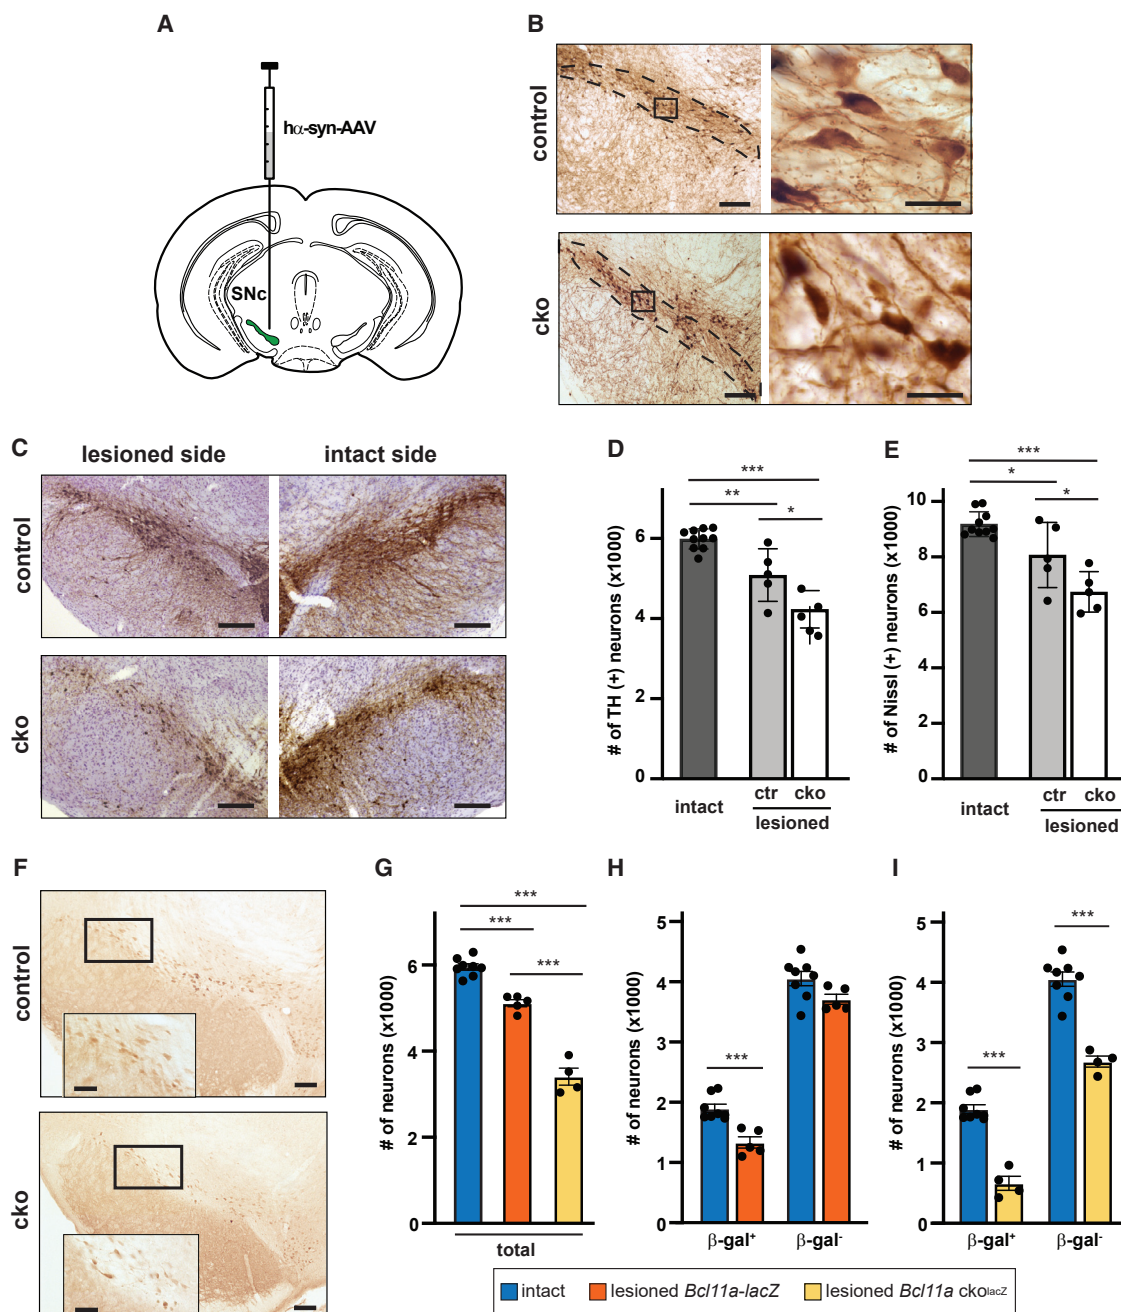 A
hα-syn-AAV
SNc
B
control
cko
C
lesioned side
intact side
control
cko
D
# of TH (+) neurons (x1000)
6
4
2
0
***
**
*
intact
ctr
cko
lesioned
E
# of Nissl (+) neurons (x1000)
10
8
6
4
2
0
***
*
*
intact
ctr
cko
lesioned
F
control
cko
G
# of neurons (x1000)
6
4
2
0
***
***
***
total
H
# of neurons (x1000)
5
4
3
2
1
0
***
β-gal⁺
β-gal⁻
I
# of neurons (x1000)
5
4
3
2
1
0
***
***
β-gal⁺
β-gal⁻
intact
lesioned Bcl11a-lacZ
lesioned Bcl11a cko lacZ